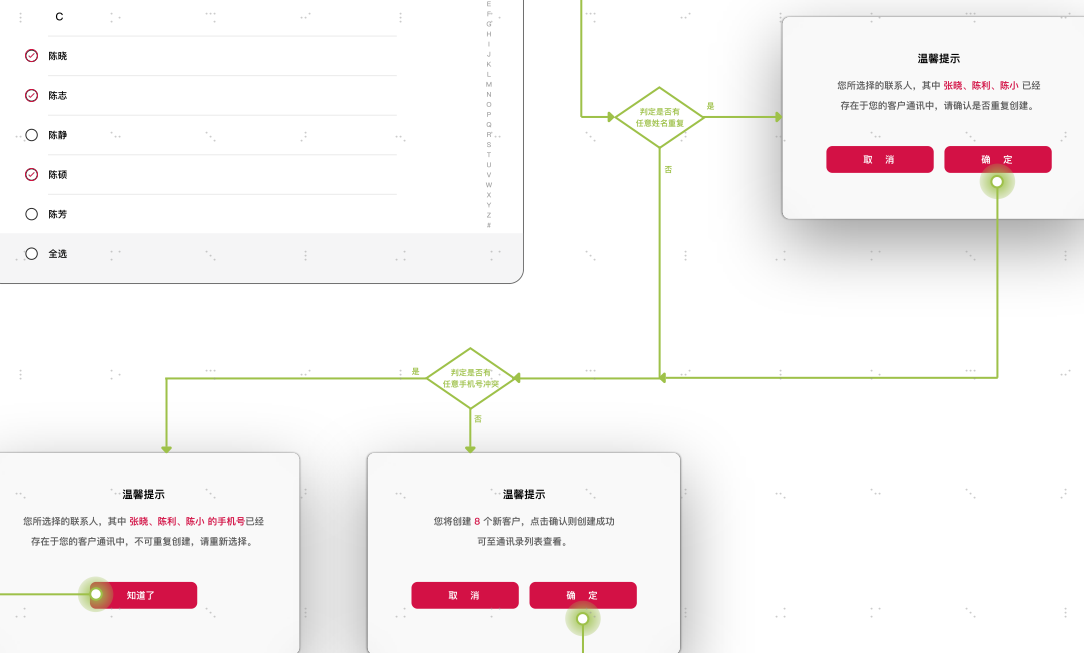 C
陈晓
陈志
陈静
陈硕
陈芳
全选
E
F
G
H
I
J
K
L
M
N
O
P
Q
R
S
T
U
V
W
X
Y
Z
#
判定是否有
任意姓名重复
是
否
温馨提示
您所选择的联系人，其中 张晓、陈利、陈小 已经
存在于您的客户通讯中，请确认是否重复创建。
取 消
确 定
判定是否有
任意手机号冲突
是
否
温馨提示
您所选择的联系人，其中 张晓、陈利、陈小 的手机号已经
存在于您的客户通讯中，不可重复创建，请重新选择。
知道了
温馨提示
您将创建 8 个新客户，点击确认则创建成功
可至通讯录列表查看。
取 消
确 定